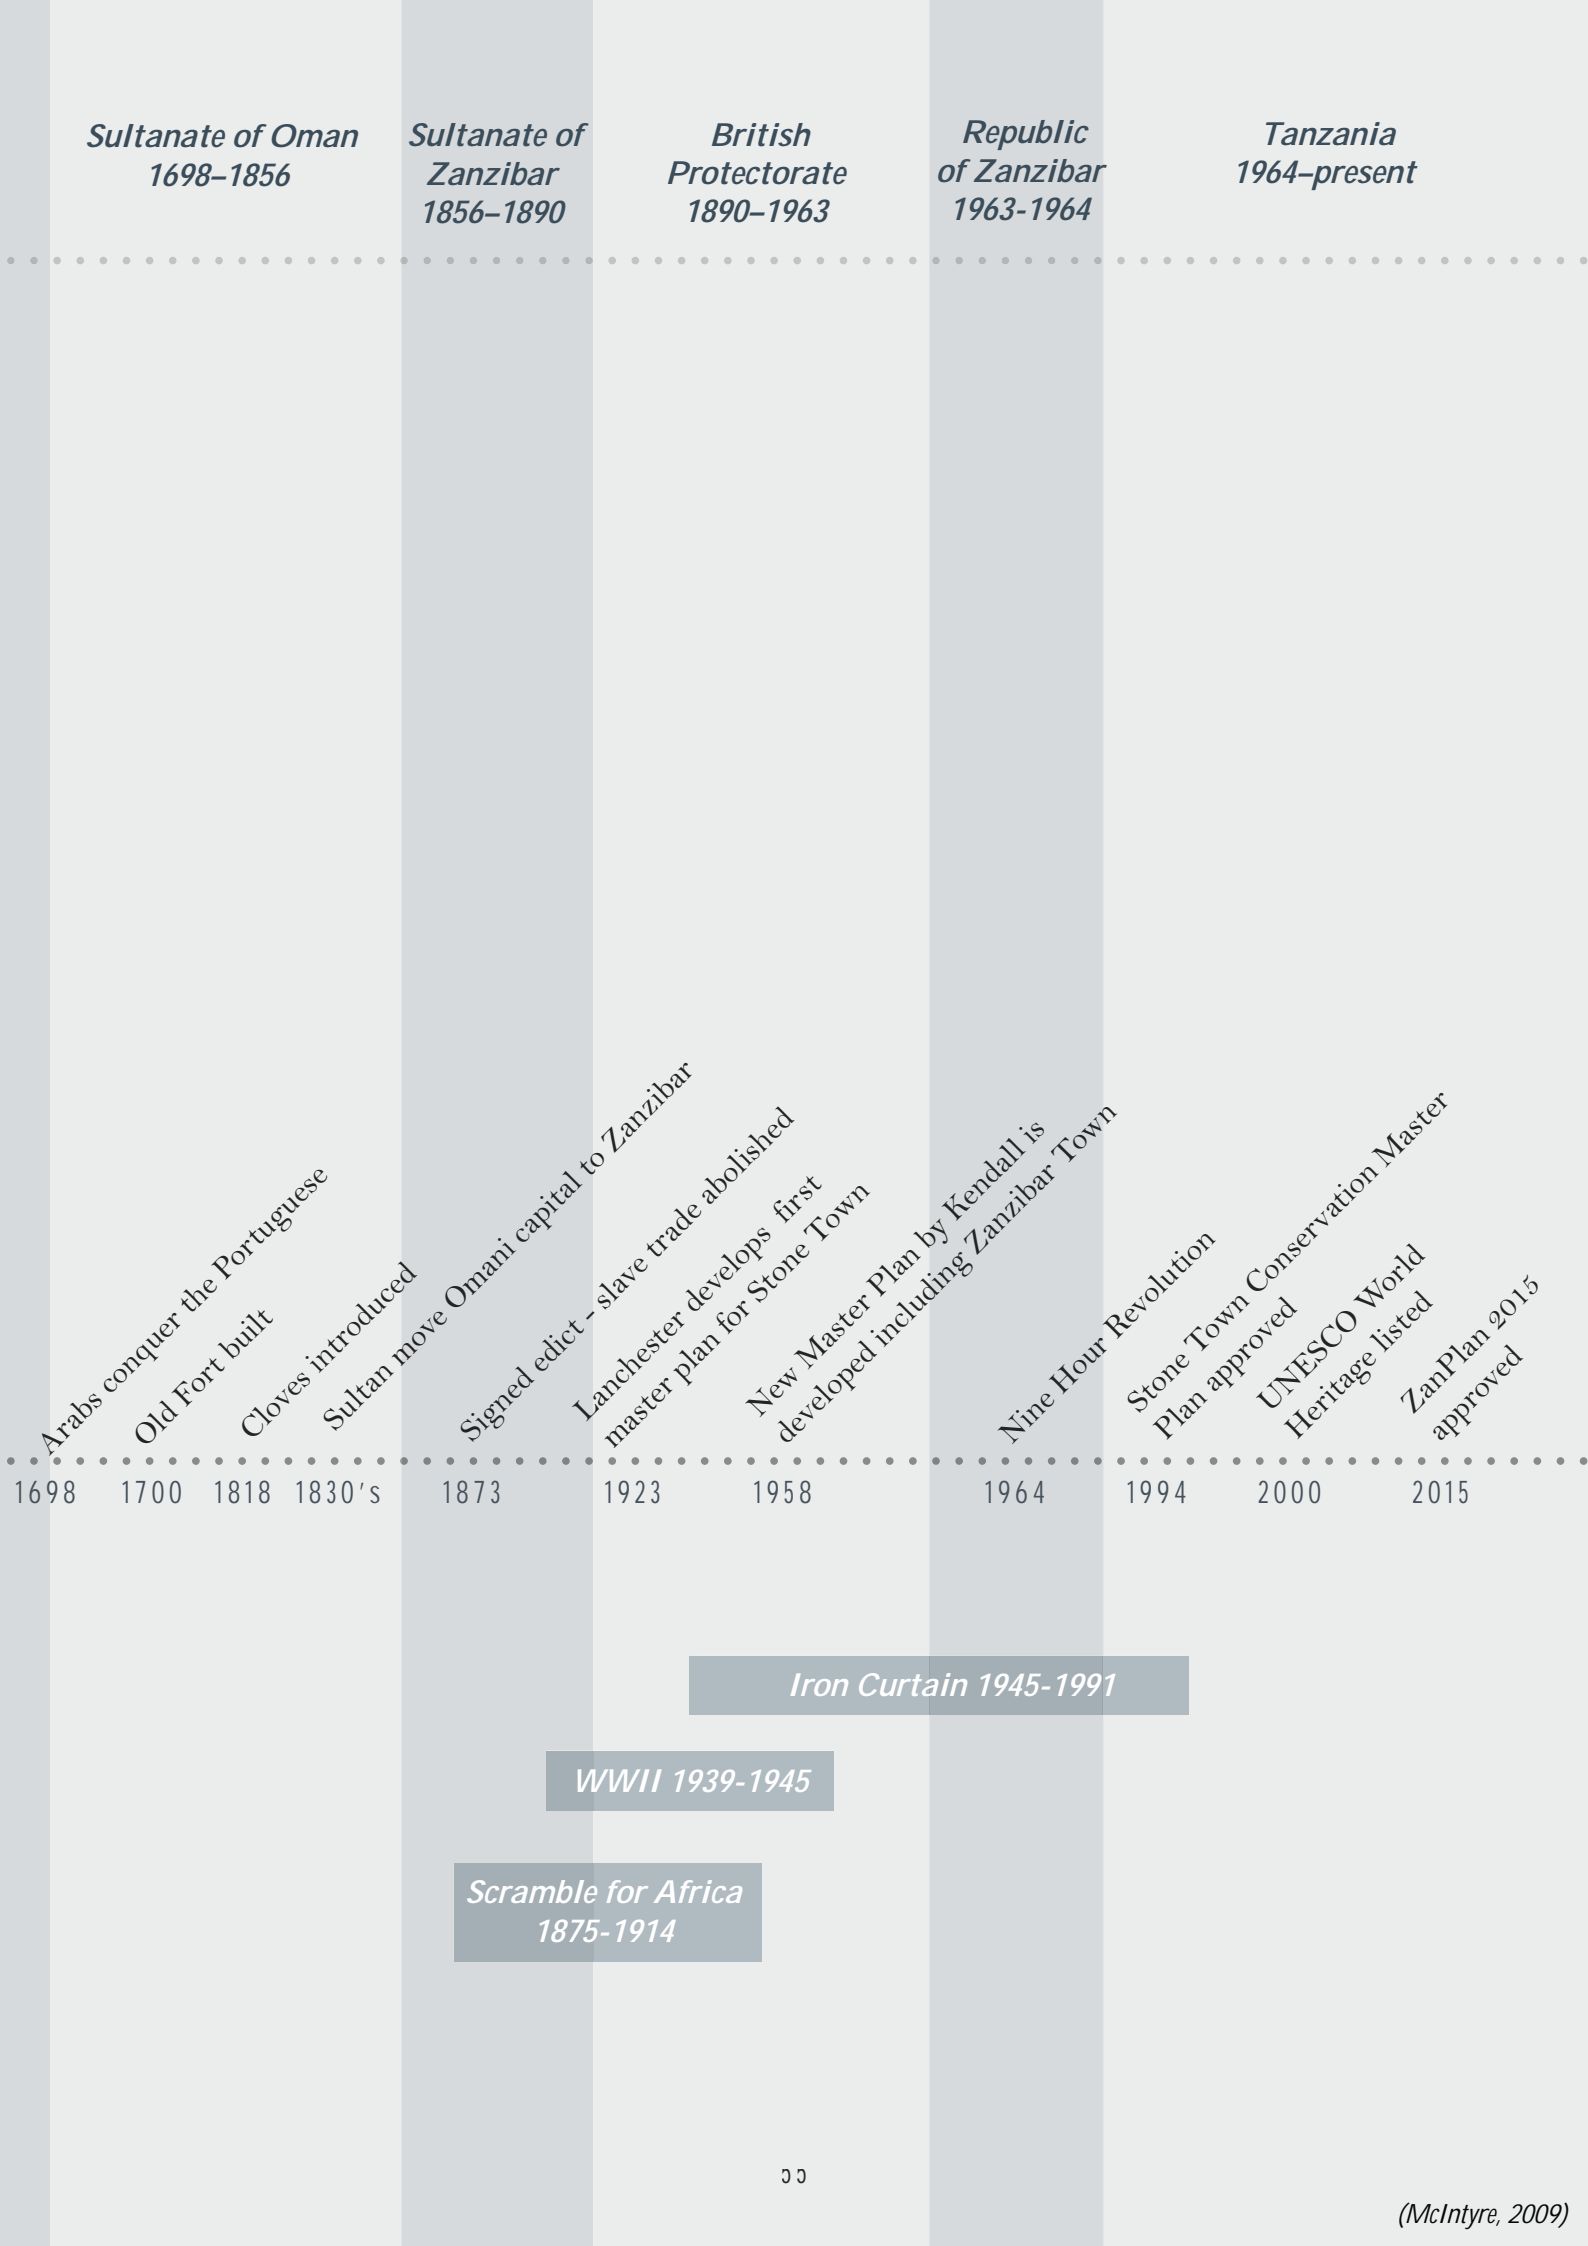 Sultanate of Oman
1698–1856
Sultanate of
Zanzibar
1856–1890
British
Protectorate
1890–1963
Republic
of Zanzibar
1963-1964
Tanzania
1964–present
Arabs conquer the Portuguese
Old Fort built
Cloves introduced
Sultan move Omani capital to Zanzibar
Signed edict - slave trade abolished
Lanchester develops first
master plan for Stone Town
New Master Plan by Kendall is
developed including Zanzibar Town
Nine Hour Revolution
Stone Town Conservation Master
Plan approved
UNESCO World
Heritage listed
ZanPlan 2015
approved
1698 1700 1818 1830's 1873 1923 1958 1964 1994 2000 2015
Iron Curtain 1945-1991
WWII 1939-1945
Scramble for Africa
1875-1914
(McIntyre, 2009)